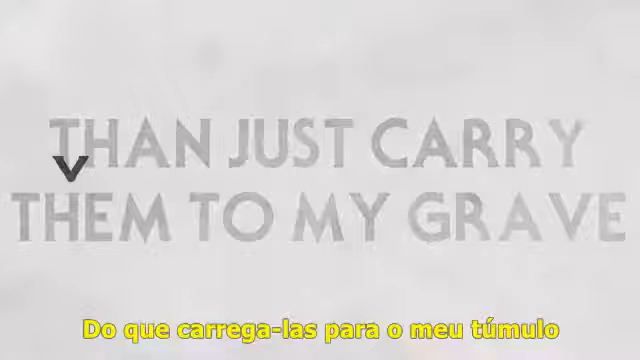 THAN JUST CARRY
V
THEM TO MY GRAVE
Do que carrega-las para o meu túmulo